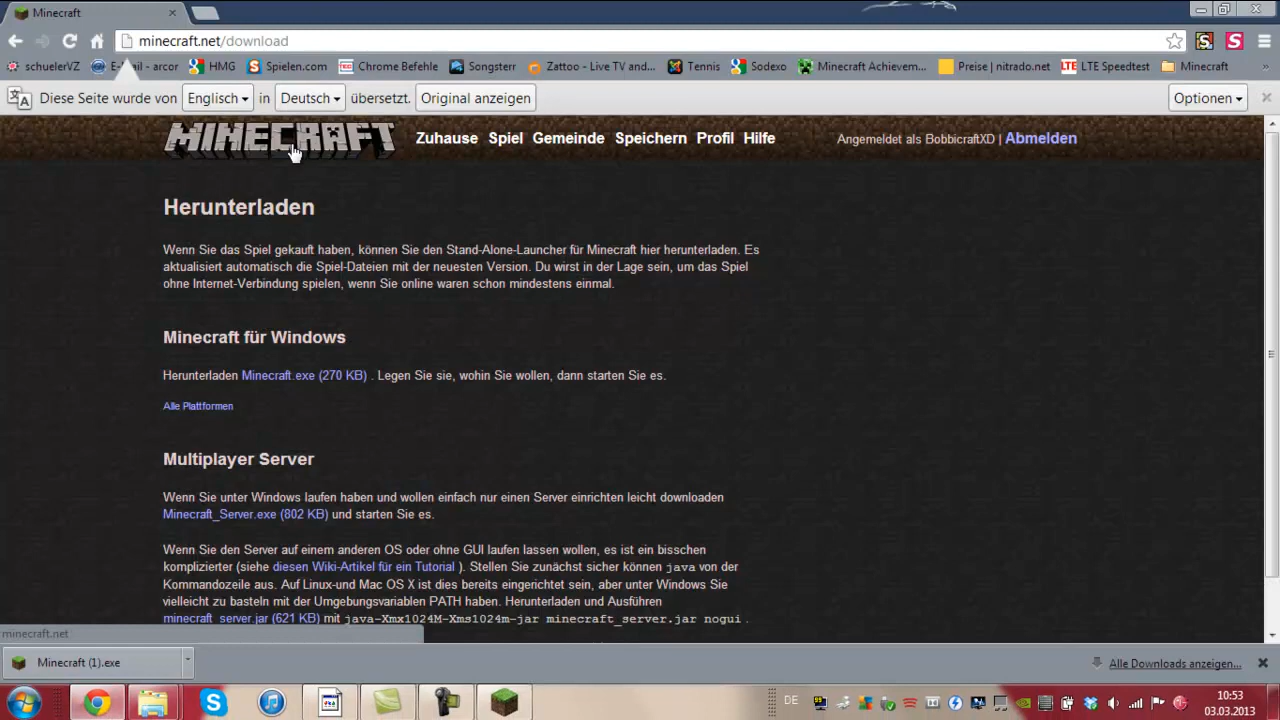 Minecraft
minecraft.net/download
schuelerVZ E-Mail - arcor HMG Spielen.com Chrome Befehle Songsterr Zattoo - Live TV and... Tennis Sodexo Minecraft Achievem... Preise | nitrado.net LTE Speedtest Minecraft
Diese Seite wurde von Englisch in Deutsch übersetzt. Original anzeigen Optionen
MINECRAFT Zuhause Spiel Gemeinde Speichern Profil Hilfe Angemeldet als BobbicraftXD | Abmelden
Herunterladen
Wenn Sie das Spiel gekauft haben, können Sie den Stand-Alone-Launcher für Minecraft hier herunterladen. Es
aktualisiert automatisch die Spiel-Dateien mit der neuesten Version. Du wirst in der Lage sein, um das Spiel
ohne Internet-Verbindung spielen, wenn Sie online waren schon mindestens einmal.
Minecraft für Windows
Herunterladen Minecraft.exe (270 KB) . Legen Sie sie, wohin Sie wollen, dann starten Sie es.
Alle Plattformen
Multiplayer Server
Wenn Sie unter Windows laufen haben und wollen einfach nur einen Server einrichten leicht downloaden
Minecraft_Server.exe (802 KB) und starten Sie es.
Wenn Sie den Server auf einem anderen OS oder ohne GUI laufen lassen wollen, es ist ein bisschen
komplizierter (siehe diesen Wiki-Artikel für ein Tutorial ). Stellen Sie zunächst sicher können java von der
Kommandozeile aus. Auf Linux-und Mac OS X ist dies bereits eingerichtet sein, aber unter Windows Sie
vielleicht zu basteln mit der Umgebungsvariablen PATH haben. Herunterladen und Ausführen
minecraft_server.jar (621 KB) mit java-Xmx1024M-Xms1024m-jar minecraft_server.jar nogui .
minecraft.net
Minecraft (1).exe Alle Downloads anzeigen...
DE 10:53
03.03.2013